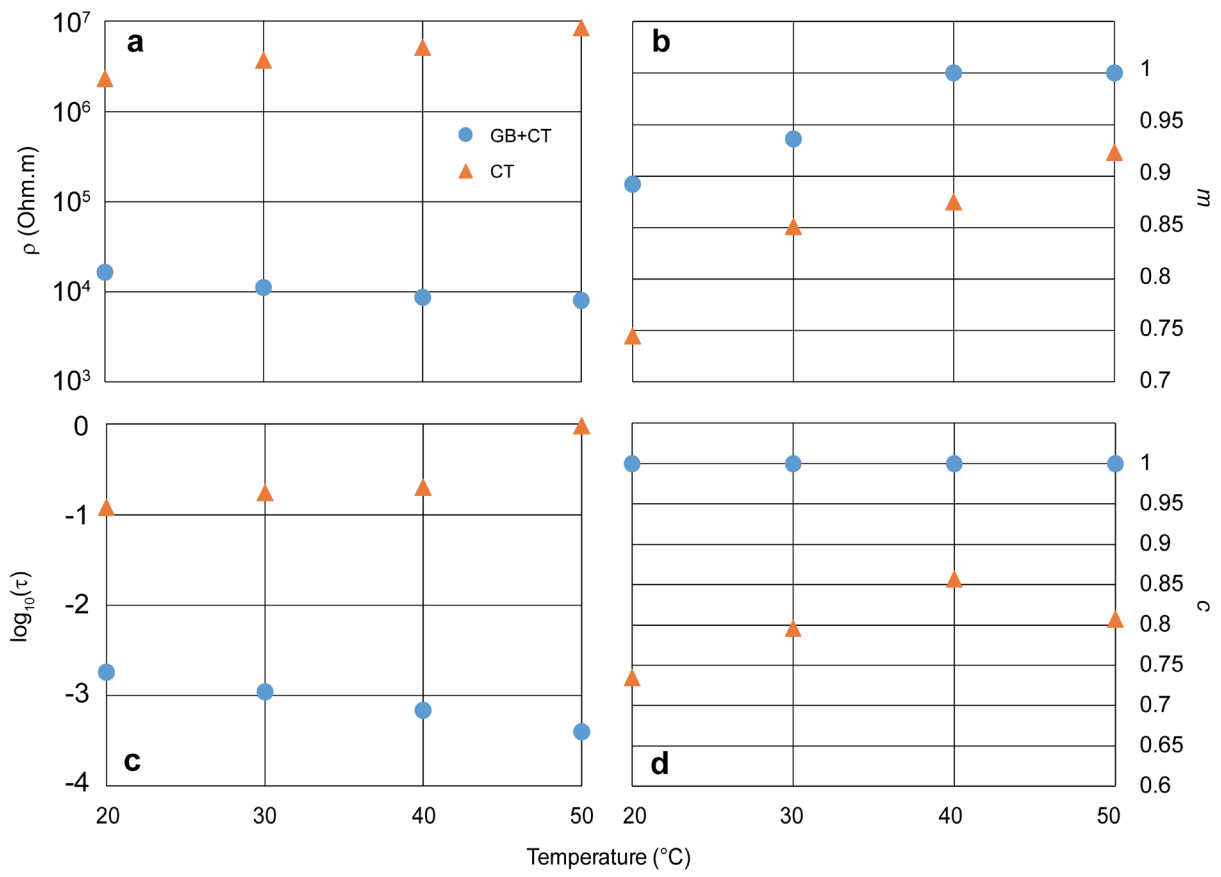 a
10⁷
10⁶
10⁵
10⁴
10³
ρ (Ohm.m)
GB+CT
CT
b
1
0.95
0.9
0.85
0.8
0.75
0.7
m
c
0
-1
-2
-3
-4
log₁₀(τ)
20 30 40 50
d
1
0.95
0.9
0.85
0.8
0.75
0.7
0.65
0.6
c
20 30 40 50
Temperature (°C)